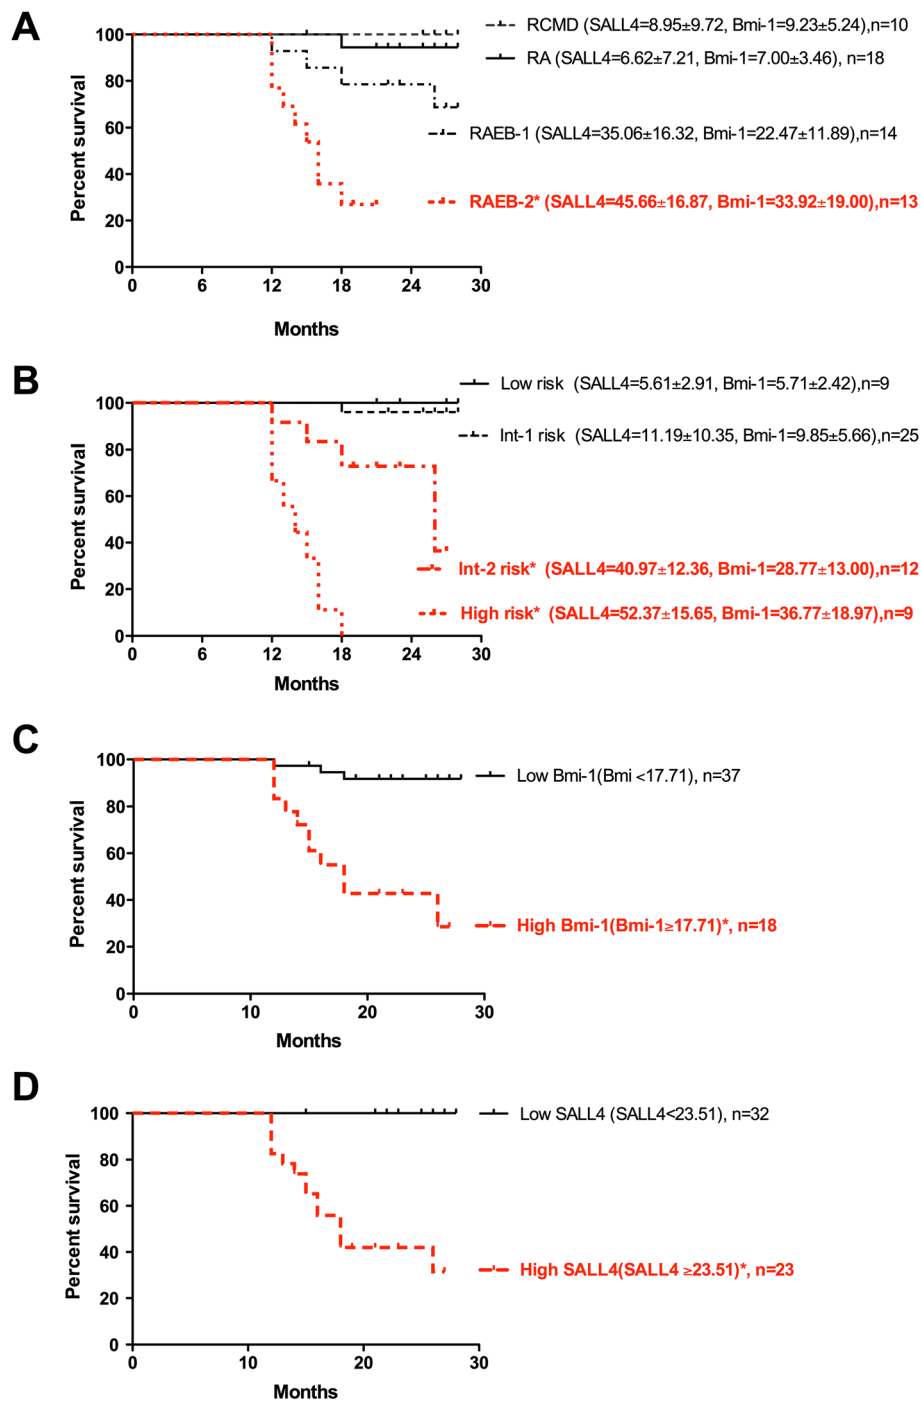 A
100
80
60
40
20
0
Percent survival
0 6 12 18 24 30
Months
RCMD (SALL4=8.95±9.72, Bmi-1=9.23±5.24),n=10
RA (SALL4=6.62±7.21, Bmi-1=7.00±3.46), n=18
RAEB-1 (SALL4=35.06±16.32, Bmi-1=22.47±11.89),n=14
RAEB-2* (SALL4=45.66±16.87, Bmi-1=33.92±19.00),n=13
B
100
80
60
40
20
0
Percent survival
0 6 12 18 24 30
Months
Low risk (SALL4=5.61±2.91, Bmi-1=5.71±2.42),n=9
Int-1 risk (SALL4=11.19±10.35, Bmi-1=9.85±5.66),n=25
Int-2 risk* (SALL4=40.97±12.36, Bmi-1=28.77±13.00),n=12
High risk* (SALL4=52.37±15.65, Bmi-1=36.77±18.97),n=9
C
100
80
60
40
20
0
Percent survival
0 10 20 30
Months
Low Bmi-1(Bmi <17.71), n=37
High Bmi-1(Bmi-1≥17.71)*, n=18
D
100
80
60
40
20
0
Percent survival
0 10 20 30
Months
Low SALL4 (SALL4<23.51), n=32
High SALL4(SALL4 ≥23.51)*, n=23